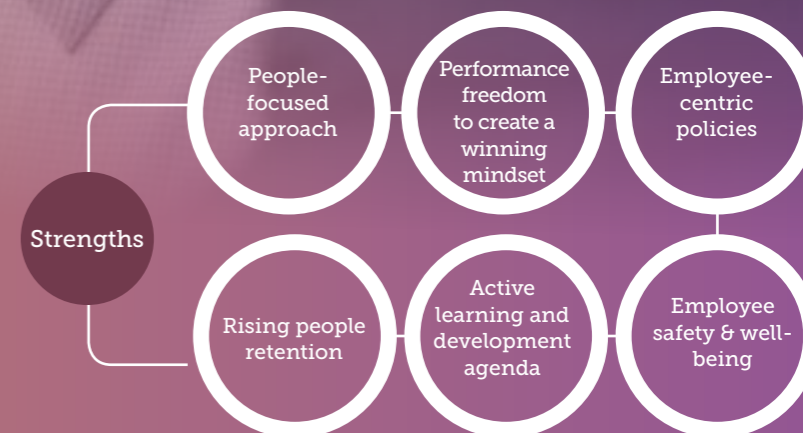 Strengths
People-
focused
approach
Performance
freedom
to create a
winning
mindset
Employee-
centric
policies
Rising people
retention
Active
learning and
development
agenda
Employee
safety & well-
being